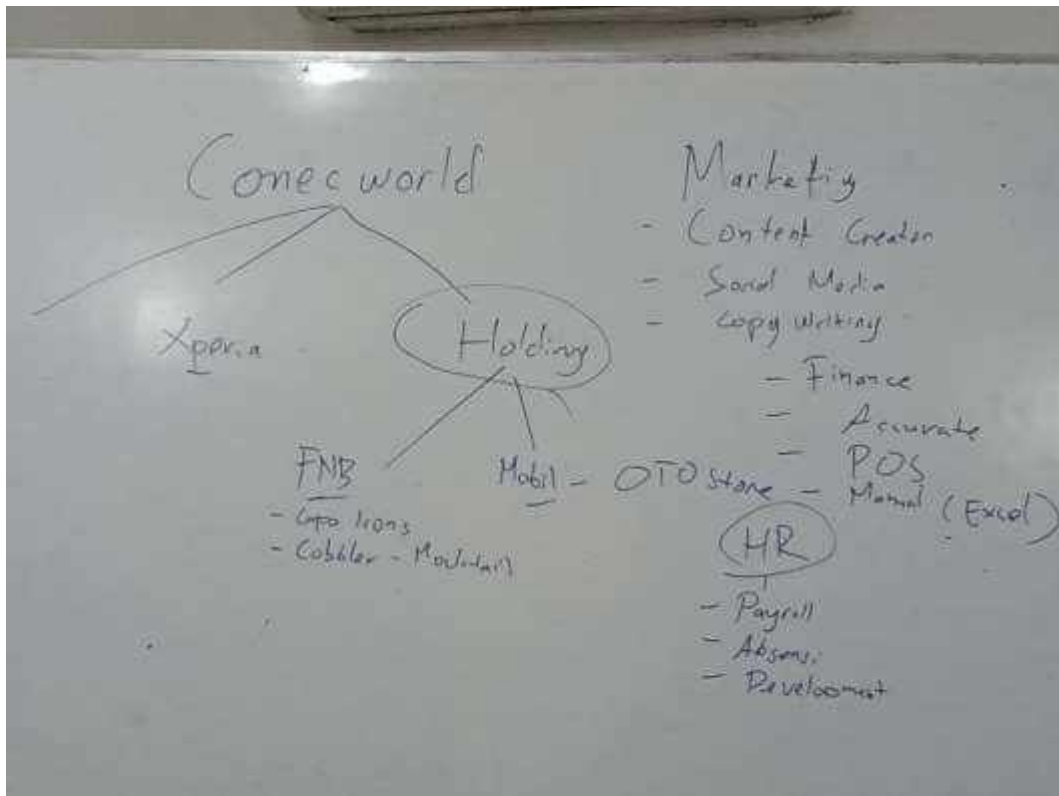 Conecworld
Xperia
Holding
FNB
- Cobbler -
Mobil - OTO Store
Marketig
- Content Creator
- Social Media
- Copy Writing
- Finance
- Accurate
- POS
- Manual (Excel)
HR
- Payroll
- Absensi
- Development